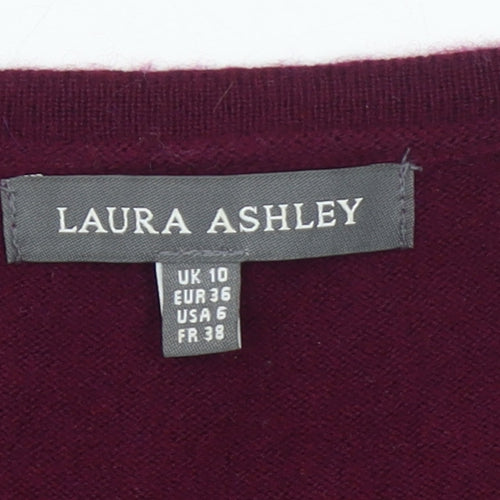 LAURA ASHLEY
UK 10
EUR 36
USA 6
FR 38